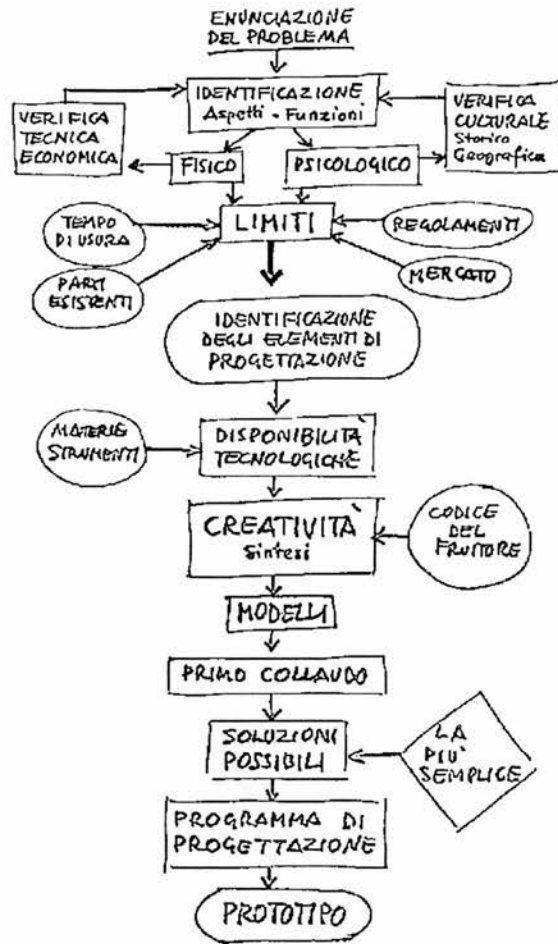 ENUNCIAZIONE
DEL PROBLEMA
IDENTIFICAZIONE
Aspetti - Funzioni
VERIFICA
TECNICA
ECONOMICA
VERIFICA
CULTURALE
Storico
Geografica
FISICO
PSICOLOGICO
LIMITI
TEMPO
DI USURA
REGOLAMENTI
PARTI
ESISTENTI
MERCATO
IDENTIFICAZIONE
DEGLI ELEMENTI DI
PROGETTAZIONE
MATERIE
STRUMENTI
DISPONIBILITÀ
TECNOLOGICHE
CREATIVITÀ
Sintesi
CODICE
DEL
FRUITORE
MODELLI
PRIMO COLLAUDO
SOLUZIONI
POSSIBILI
LA
PIÙ
SEMPLICE
PROGRAMMA DI
PROGETTAZIONE
PROTOTIPO